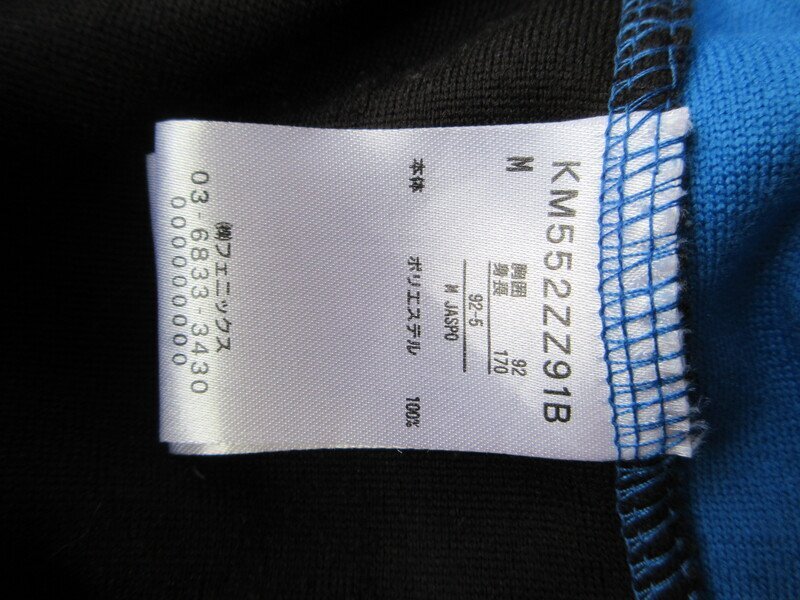 KM552ZZ91B
M
胸囲 92
身長 170
92-5
M JASPO
本体 ポリエステル 100%
㈱フェニックス
03-6833-3430
0000000000